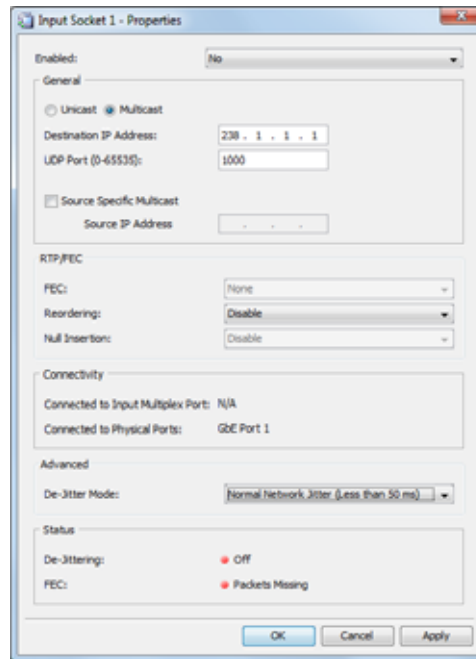 Input Socket 1 - Properties
Enabled: No
General
Unicast Multicast
Destination IP Address: 238 . 1 . 1 . 1
UDP Port (0-65535): 1000
Source Specific Multicast
Source IP Address . . .
RTP/FEC
FEC: None
Reordering: Disable
Null Insertion: Disable
Connectivity
Connected to Input Multiplex Port: N/A
Connected to Physical Ports: GbE Port 1
Advanced
De-Jitter Mode: Normal Network Jitter (Less than 50 ms)
Status
De-Jittering: Off
FEC: Packets Missing
OK Cancel Apply